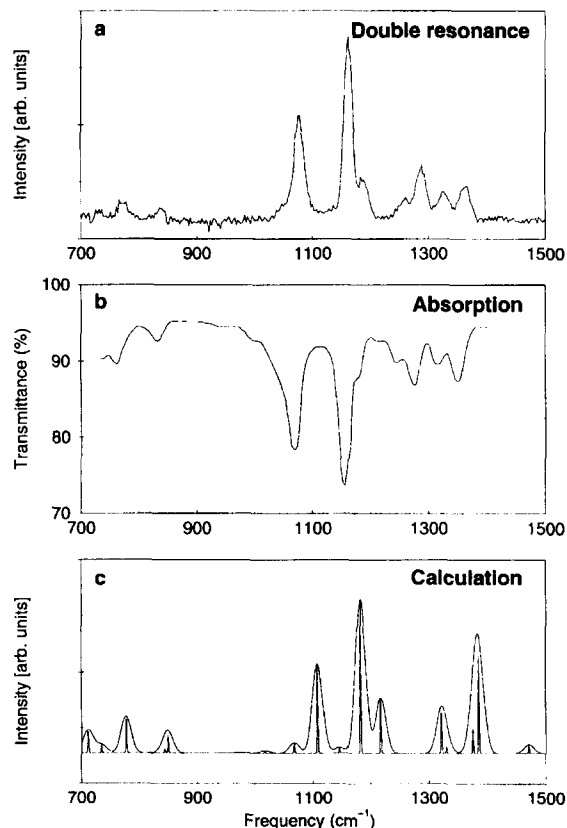 a
Double resonance
Intensity [arb. units]
700 900 1100 1300 1500
b
Absorption
Transmittance (%)
100
90
80
70
700 900 1100 1300 1500
c
Calculation
Intensity [arb. units]
700 900 1100 1300 1500
Frequency (cm⁻¹)